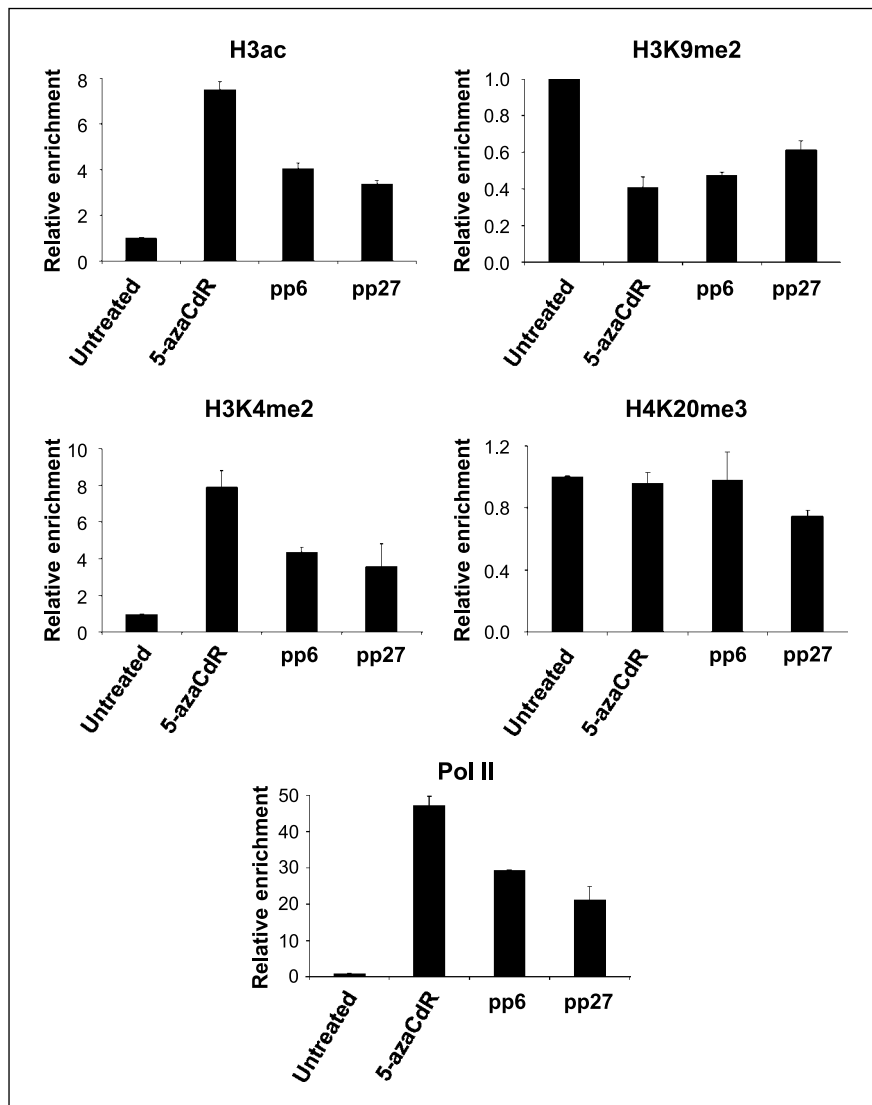 H3ac
Relative enrichment
8
6
4
2
0
Untreated
5-azaCdR
pp6
pp27
H3K9me2
Relative enrichment
1.0
0.8
0.6
0.4
0.2
0.0
Untreated
5-azaCdR
pp6
pp27
H3K4me2
Relative enrichment
10
8
6
4
2
0
Untreated
5-azaCdR
pp6
pp27
H4K20me3
Relative enrichment
1.2
0.8
0.4
0.0
Untreated
5-azaCdR
pp6
pp27
Pol II
Relative enrichment
50
40
30
20
10
0
Untreated
5-azaCdR
pp6
pp27